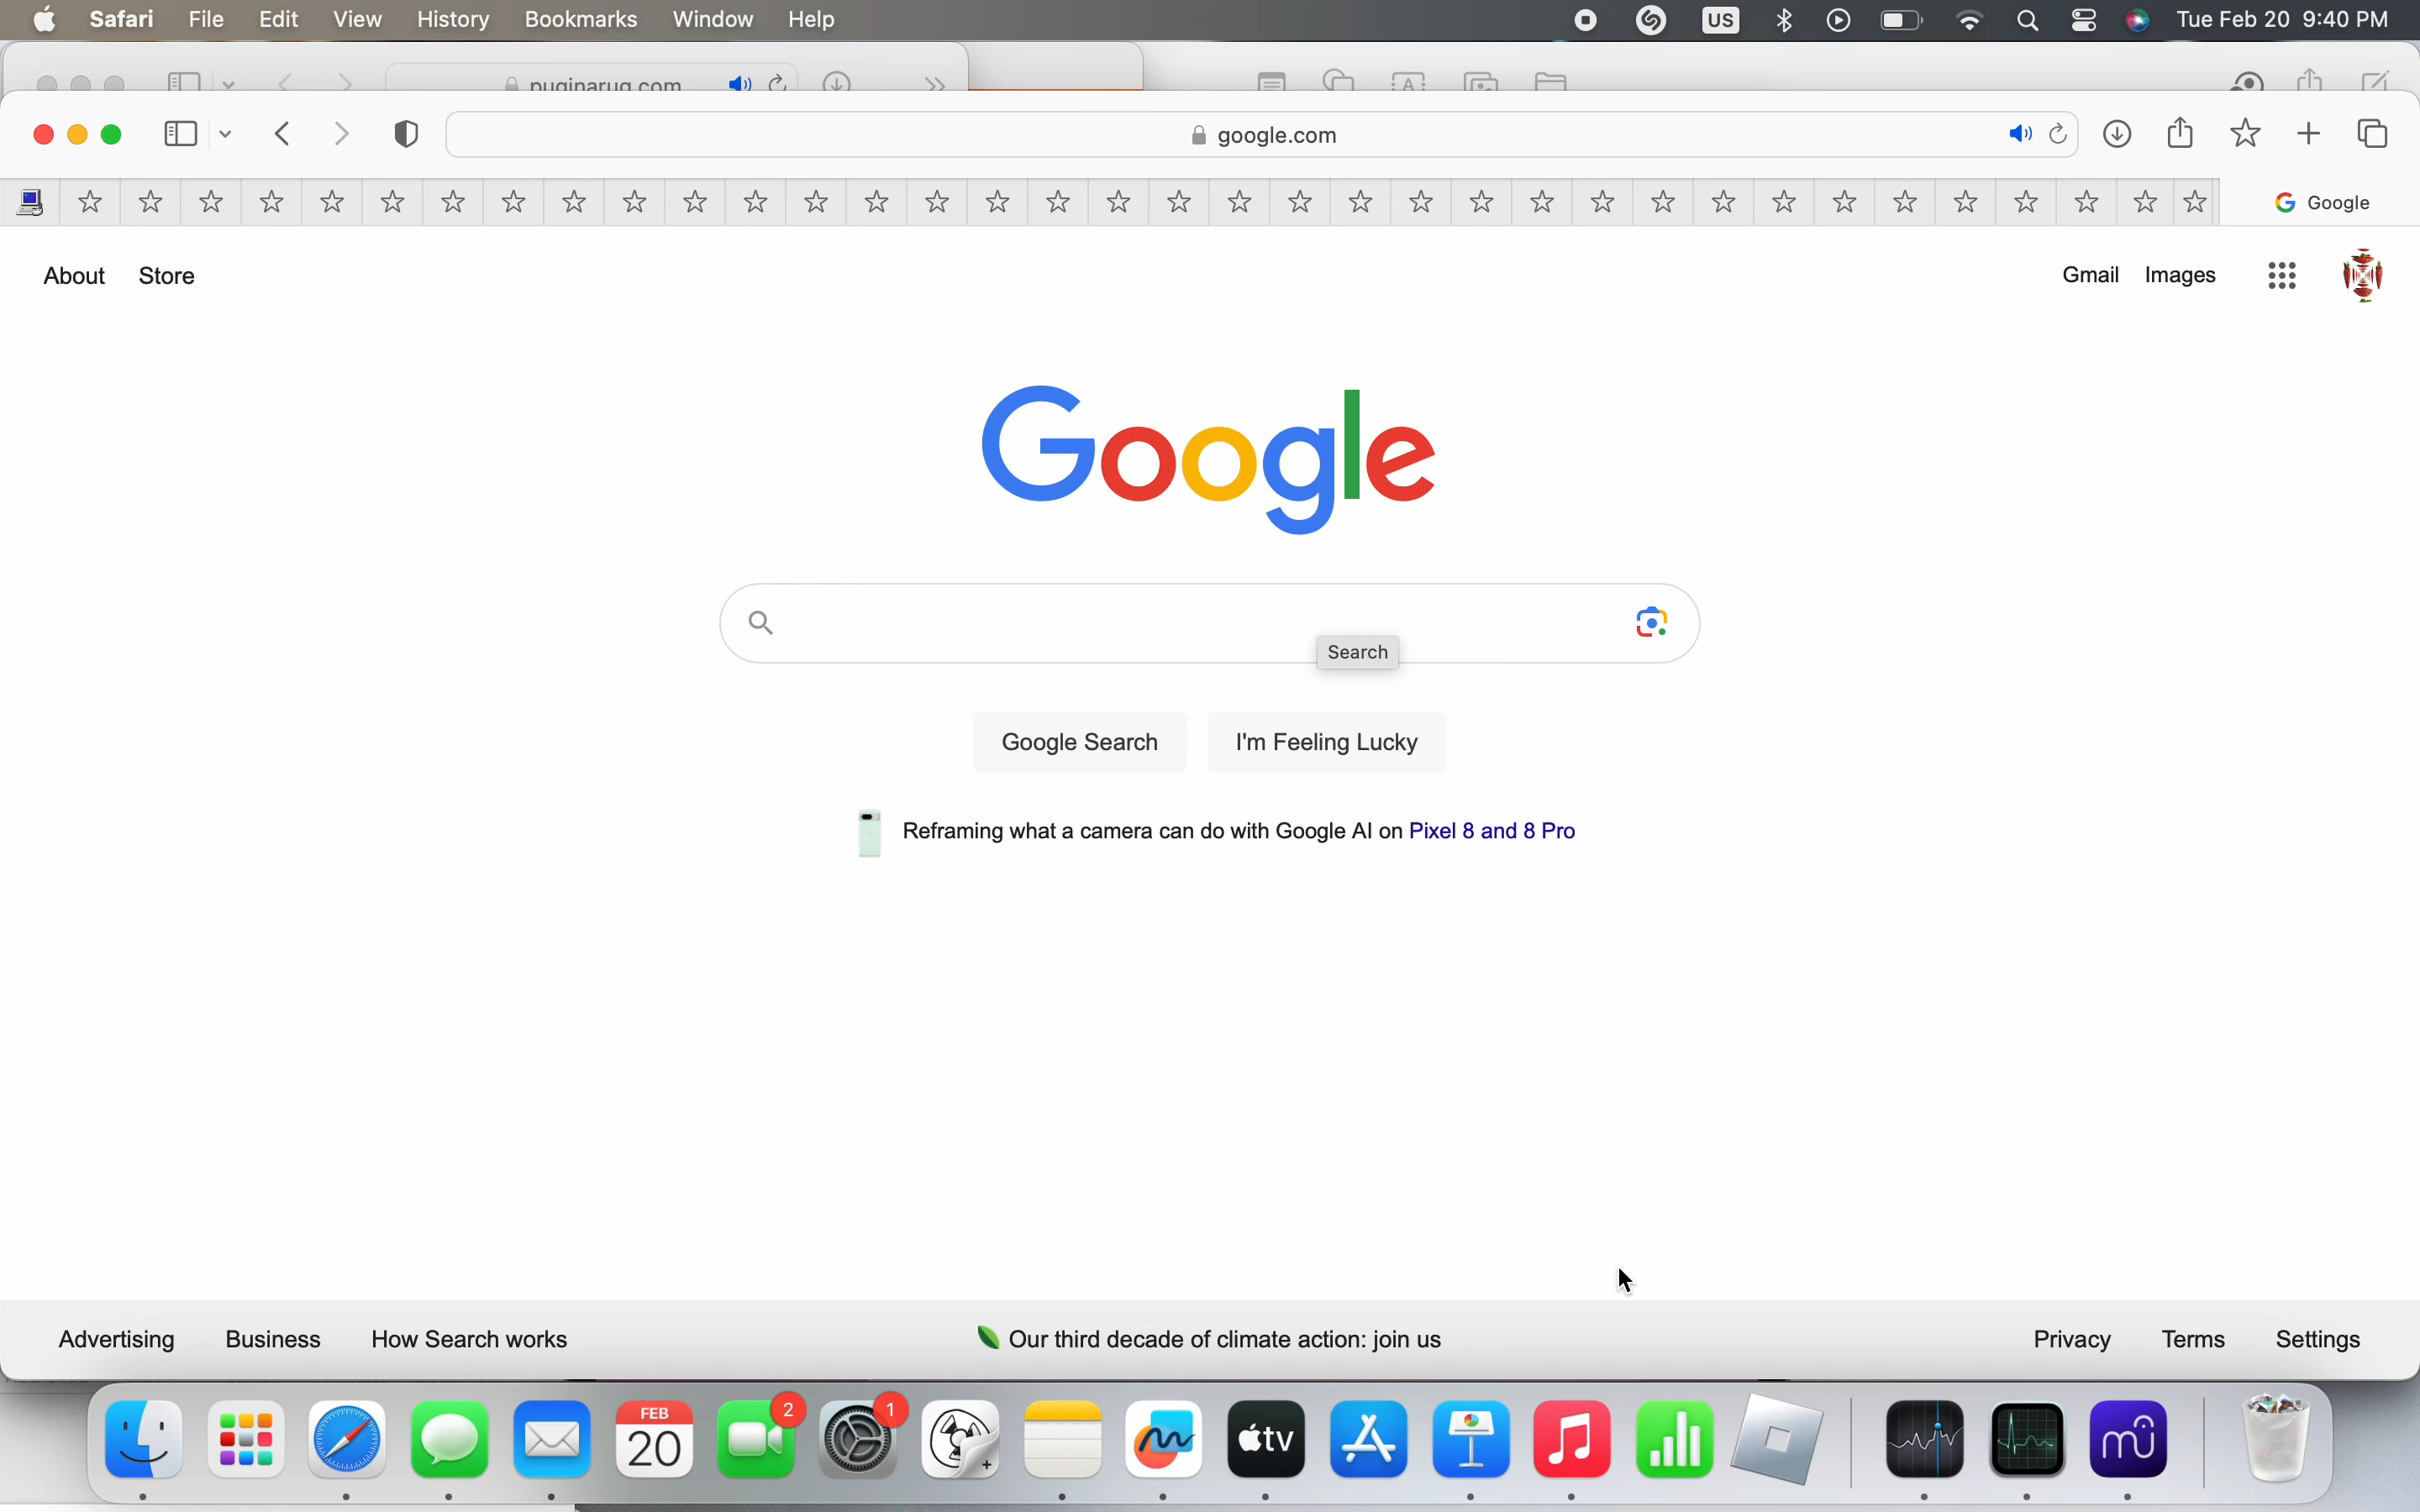 Safari File Edit View History Bookmarks Window Help US Tue Feb 20 9:40 PM
puginarug.com
google.com
Google
About Store Gmail Images
Google
Search
Google Search I'm Feeling Lucky
Reframing what a camera can do with Google AI on Pixel 8 and 8 Pro
Advertising Business How Search works Our third decade of climate action: join us Privacy Terms Settings
FEB 2 1
20 tv